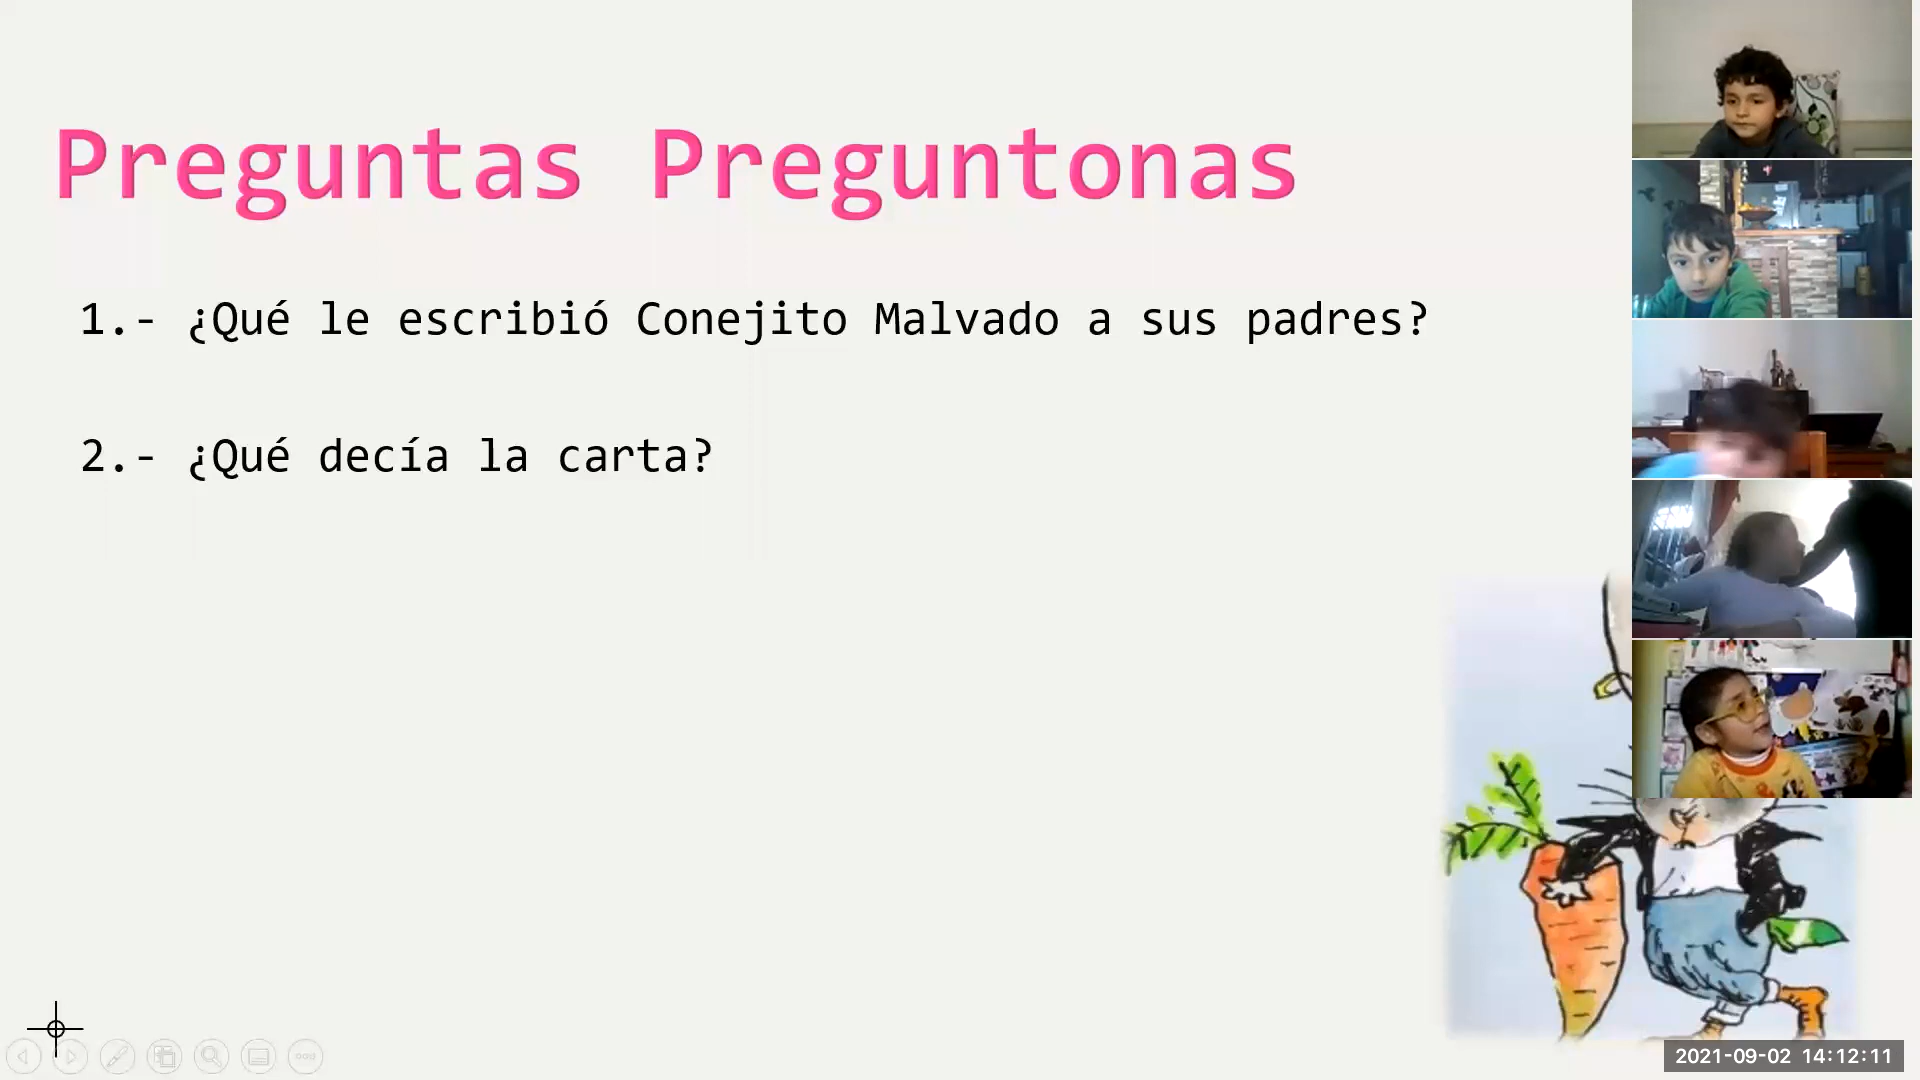 Preguntas Preguntonas
1.- ¿Qué le escribió Conejito Malvado a sus padres?
2.- ¿Qué decía la carta?
2021-09-02 14:12:11